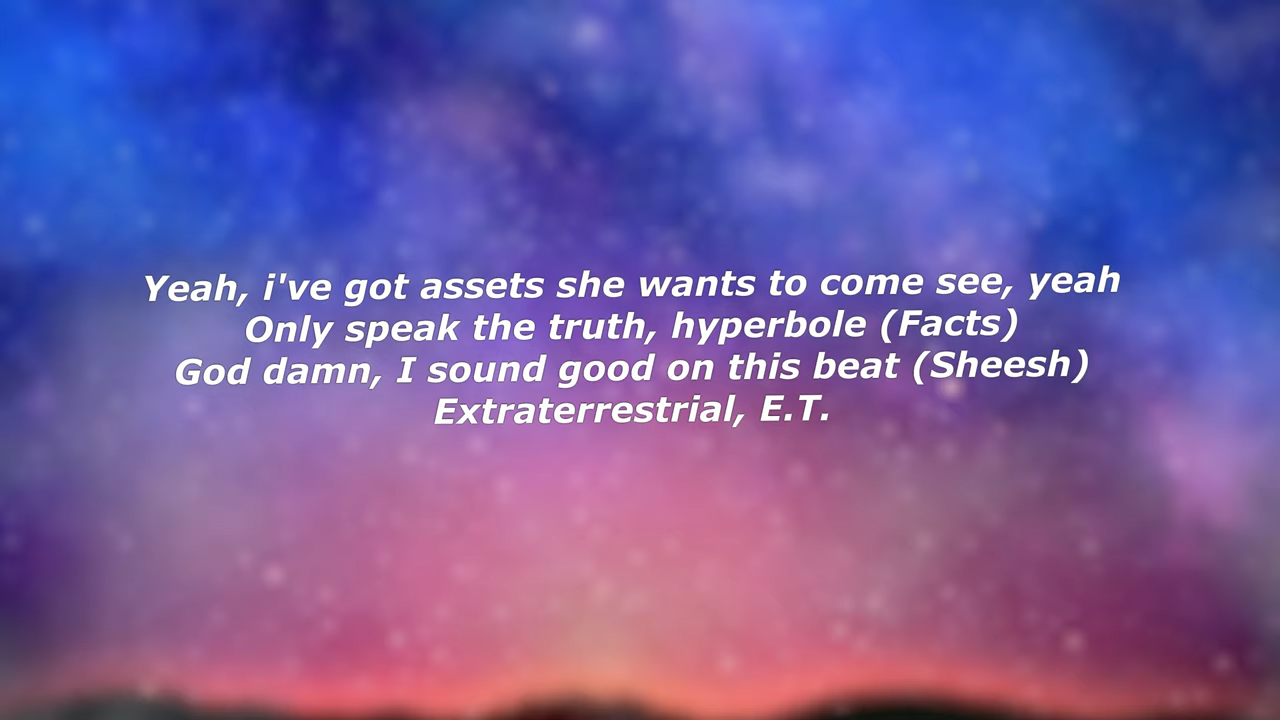 Yeah, i've got assets she wants to come see, yeah
Only speak the truth, hyperbole (Facts)
God damn, I sound good on this beat (Sheesh)
Extraterrestrial, E.T.